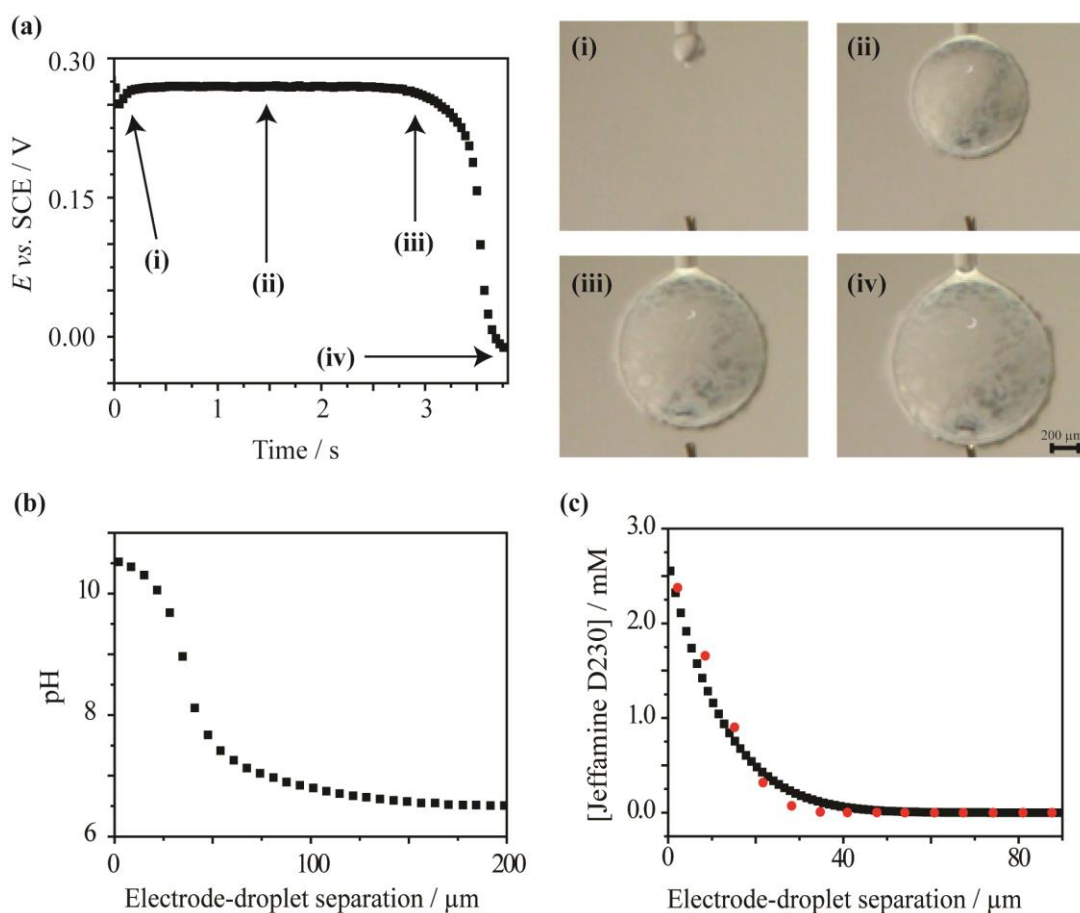 (a)
0.30
0.15
0.00
E vs. SCE / V
0 1 2 3
Time / s
(i)
(ii)
(iii)
(iv)
(i)
(ii)
(iii)
(iv)
200 µm
(b)
10
8
6
pH
0 100 200
Electrode-droplet separation / µm
(c)
3.0
2.0
1.0
0.0
[Jeffamine D230] / mM
0 40 80
Electrode-droplet separation / µm